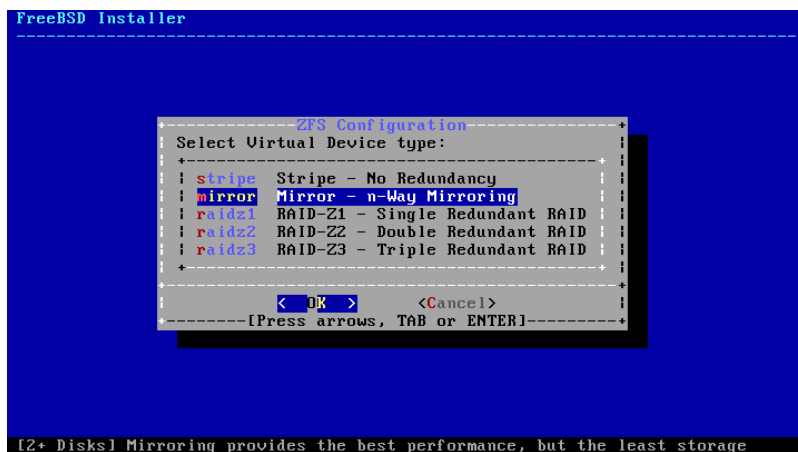 FreeBSD Installer
ZFS Configuration
Select Virtual Device type:
stripe Stripe - No Redundancy
mirror Mirror - n-Way Mirroring
raidz1 RAID-Z1 - Single Redundant RAID
raidz2 RAID-Z2 - Double Redundant RAID
raidz3 RAID-Z3 - Triple Redundant RAID
< OK > <Cancel>
[Press arrows, TAB or ENTER]
[2+ Disks] Mirroring provides the best performance, but the least storage